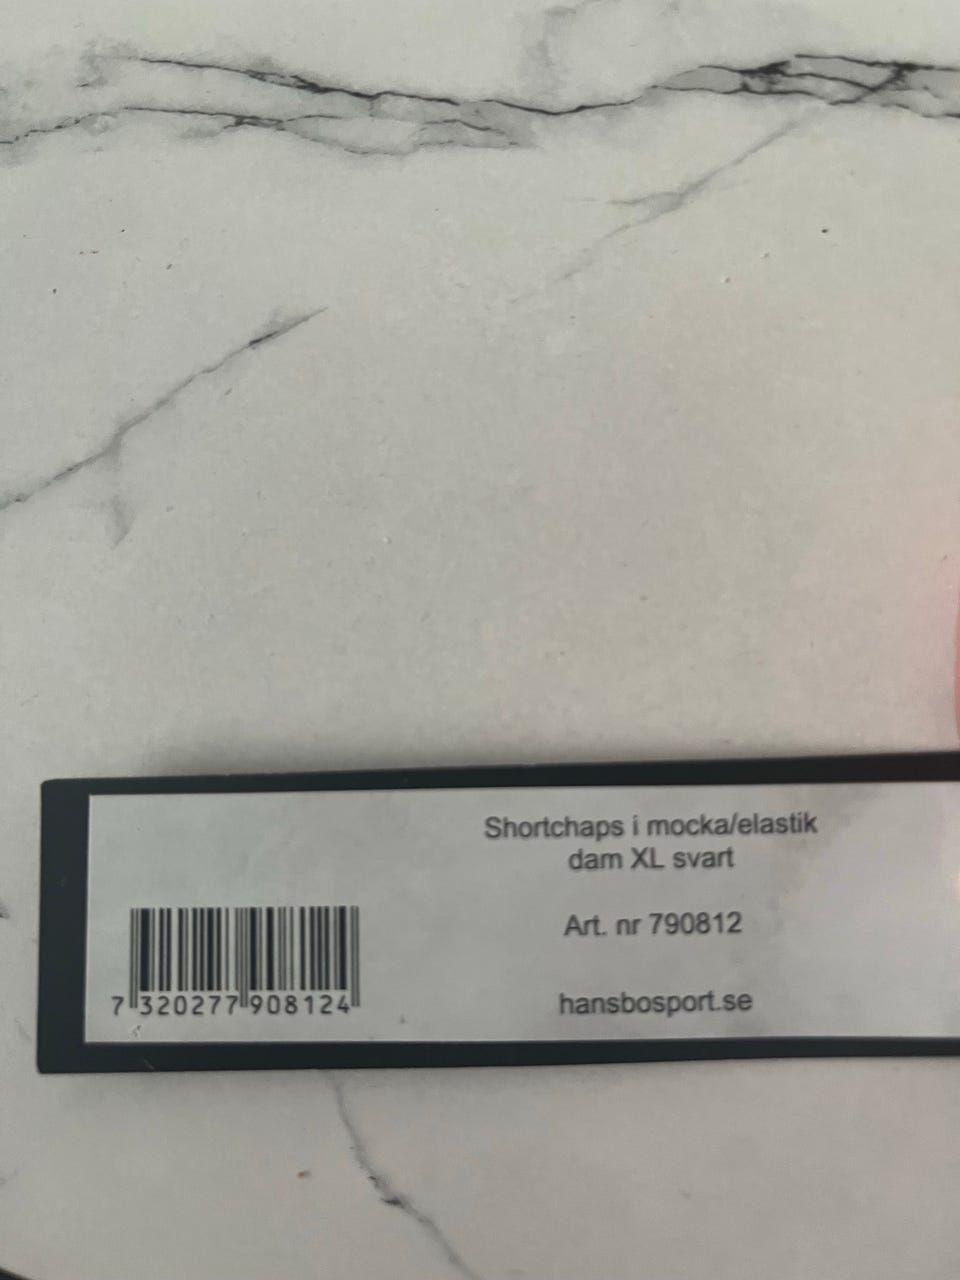 Shortchaps i mocka/elastik
dam XL svart
Art. nr 790812
hansbosport.se
7 320277 908124